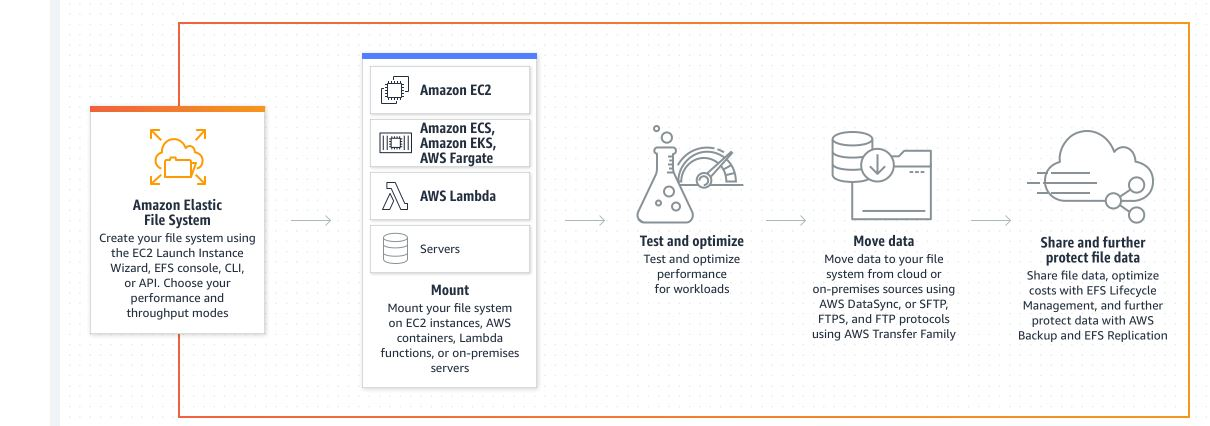 Amazon Elastic
File System
Create your file system using
the EC2 Launch Instance
Wizard, EFS console, CLI,
or API. Choose your
performance and
throughput modes
Amazon EC2
Amazon ECS,
Amazon EKS,
AWS Fargate
AWS Lambda
Servers
Mount
Mount your file system
on EC2 instances, AWS
containers, Lambda
functions, or on-premises
servers
Test and optimize
Test and optimize
performance
for workloads
Move data
Move data to your file
system from cloud or
on-premises sources using
AWS DataSync, or SFTP,
FTPS, and FTP protocols
using AWS Transfer Family
Share and further
protect file data
Share file data, optimize
costs with EFS Lifecycle
Management, and further
protect data with AWS
Backup and EFS Replication